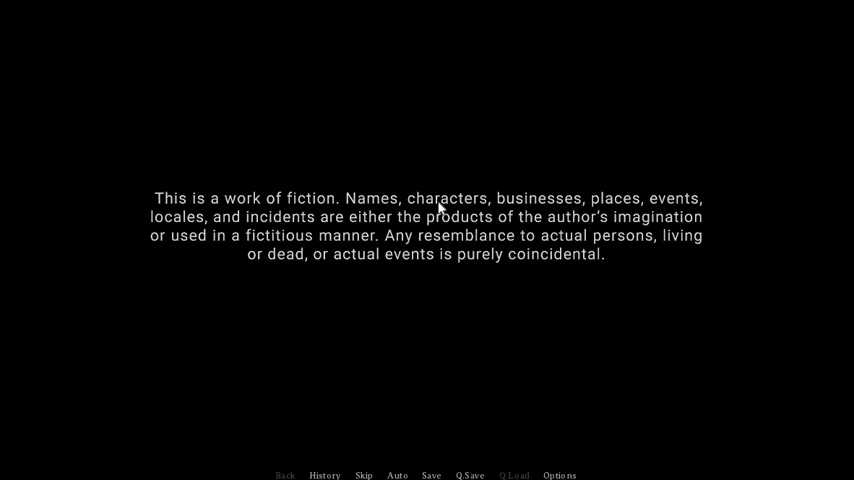 This is a work of fiction. Names, characters, businesses, places, events,
locales, and incidents are either the products of the author’s imagination
or used in a fictitious manner. Any resemblance to actual persons, living
or dead, or actual events is purely coincidental.
Back History Skip Auto Save Q.Save Q.Load Options